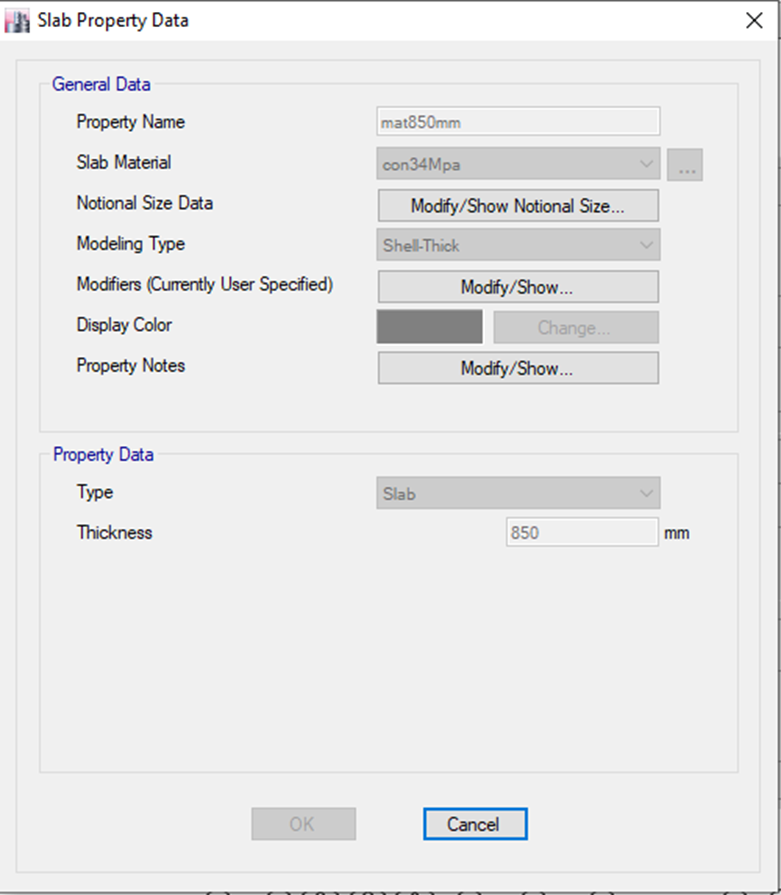 Slab Property Data
General Data
Property Name mat850mm
Slab Material con34Mpa ...
Notional Size Data Modify/Show Notional Size...
Modeling Type Shell-Thick
Modifiers (Currently User Specified) Modify/Show...
Display Color Change...
Property Notes Modify/Show...
Property Data
Type Slab
Thickness 850 mm
OK Cancel